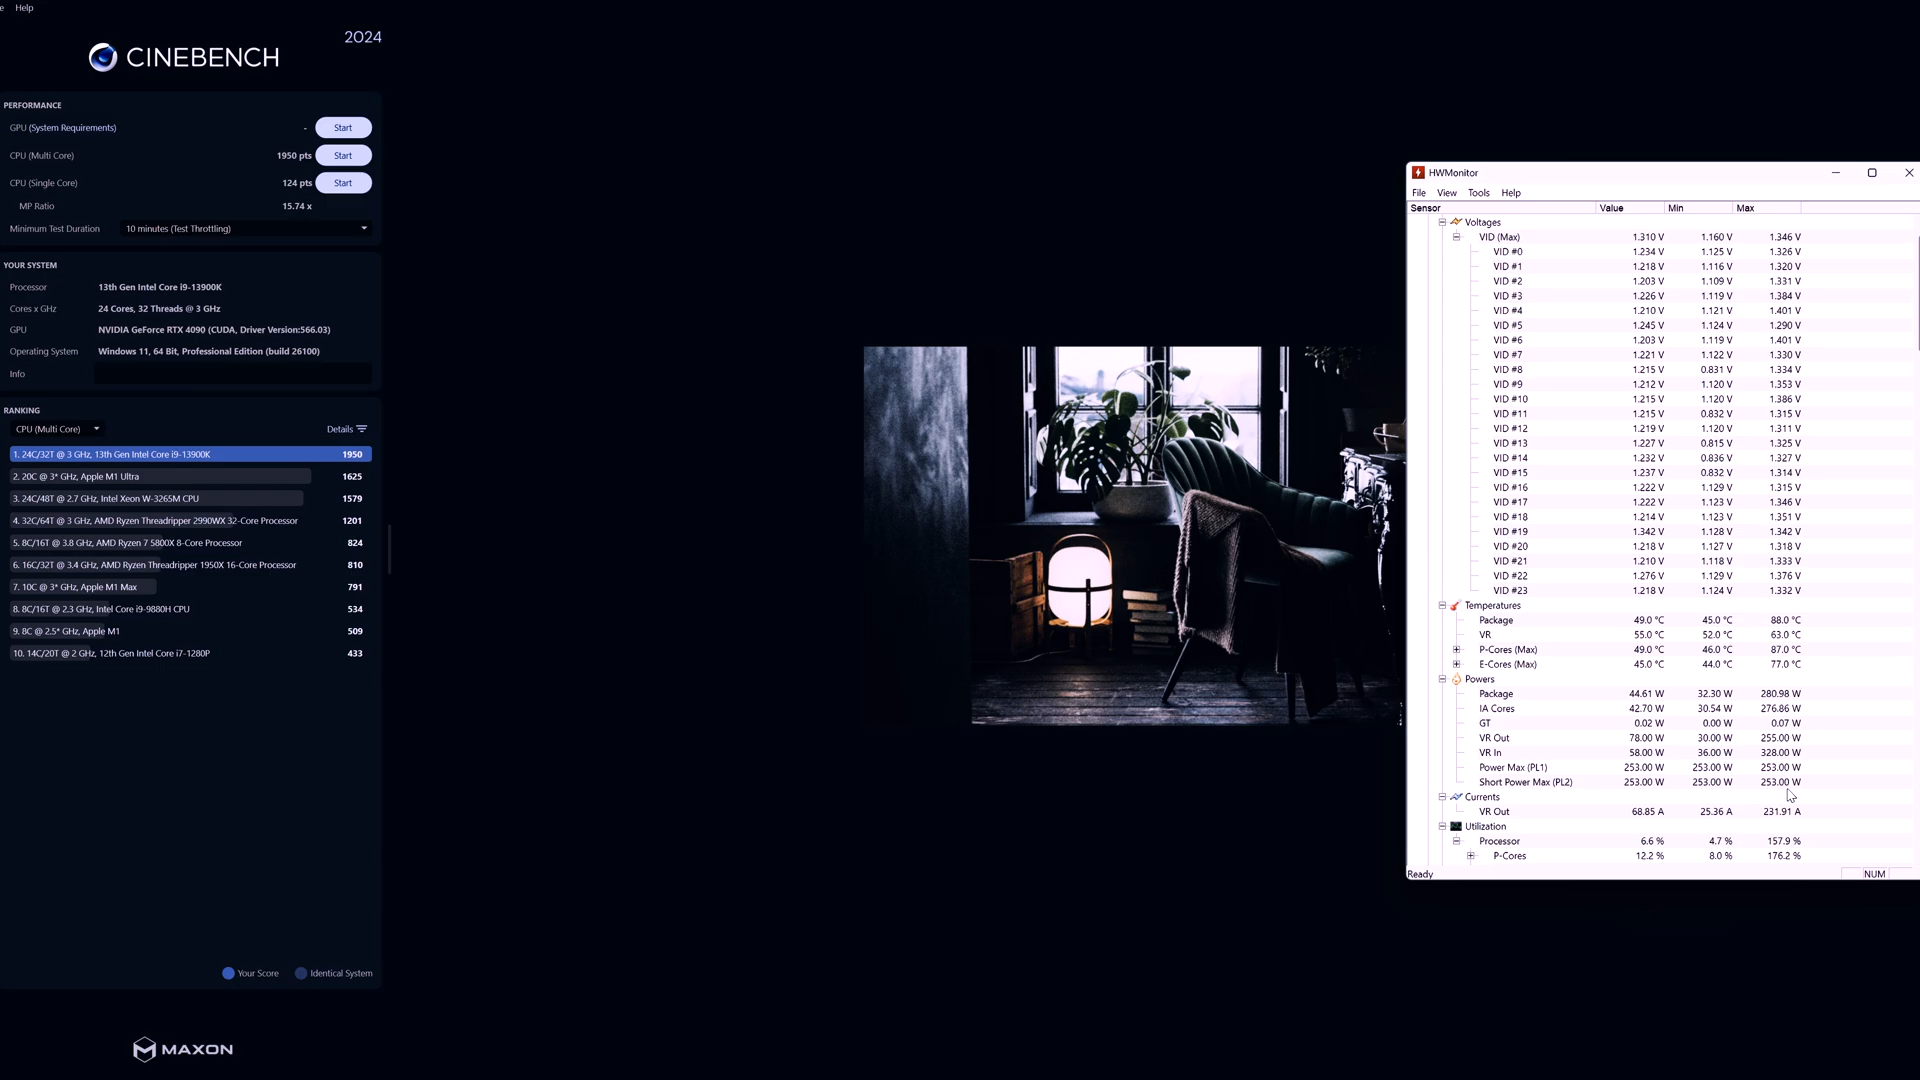 e Help
2024
CINEBENCH
PERFORMANCE
GPU (System Requirements) - Start
CPU (Multi Core) 1950 pts Start
CPU (Single Core) 124 pts Start
MP Ratio 15.74 x
Minimum Test Duration 10 minutes (Test Throttling)
YOUR SYSTEM
Processor 13th Gen Intel Core i9-13900K
Cores x GHz 24 Cores, 32 Threads @ 3 GHz
GPU NVIDIA GeForce RTX 4090 (CUDA, Driver Version:566.03)
Operating System Windows 11, 64 Bit, Professional Edition (build 26100)
Info
RANKING
CPU (Multi Core) Details
1. 24C/32T @ 3 GHz, 13th Gen Intel Core i9-13900K 1950
2. 20C @ 3* GHz, Apple M1 Ultra 1625
3. 24C/48T @ 2.7 GHz, Intel Xeon W-3265M CPU 1579
4. 32C/64T @ 3 GHz, AMD Ryzen Threadripper 2990WX 32-Core Processor 1201
5. 8C/16T @ 3.8 GHz, AMD Ryzen 7 5800X 8-Core Processor 824
6. 16C/32T @ 3.4 GHz, AMD Ryzen Threadripper 1950X 16-Core Processor 810
7. 10C @ 3* GHz, Apple M1 Max 791
8. 8C/16T @ 2.3 GHz, Intel Core i9-9880H CPU 534
9. 8C @ 2.5* GHz, Apple M1 509
10. 14C/20T @ 2 GHz, 12th Gen Intel Core i7-1280P 433
Your Score Identical System
MAXON
HWMonitor
File View Tools Help
Sensor Value Min Max
Voltages
VID (Max) 1.310 V 1.160 V 1.346 V
VID #0 1.234 V 1.125 V 1.326 V
VID #1 1.218 V 1.116 V 1.320 V
VID #2 1.203 V 1.109 V 1.331 V
VID #3 1.226 V 1.119 V 1.384 V
VID #4 1.210 V 1.121 V 1.401 V
VID #5 1.245 V 1.124 V 1.290 V
VID #6 1.203 V 1.119 V 1.401 V
VID #7 1.221 V 1.122 V 1.330 V
VID #8 1.215 V 0.831 V 1.334 V
VID #9 1.212 V 1.120 V 1.353 V
VID #10 1.215 V 1.120 V 1.386 V
VID #11 1.215 V 0.832 V 1.315 V
VID #12 1.219 V 1.120 V 1.311 V
VID #13 1.227 V 0.815 V 1.325 V
VID #14 1.232 V 0.836 V 1.327 V
VID #15 1.237 V 0.832 V 1.314 V
VID #16 1.222 V 1.129 V 1.315 V
VID #17 1.222 V 1.123 V 1.346 V
VID #18 1.214 V 1.123 V 1.351 V
VID #19 1.342 V 1.128 V 1.342 V
VID #20 1.218 V 1.127 V 1.318 V
VID #21 1.210 V 1.118 V 1.333 V
VID #22 1.276 V 1.129 V 1.376 V
VID #23 1.218 V 1.124 V 1.332 V
Temperatures
Package 49.0 °C 45.0 °C 88.0 °C
VR 55.0 °C 52.0 °C 63.0 °C
P-Cores (Max) 49.0 °C 46.0 °C 87.0 °C
E-Cores (Max) 45.0 °C 44.0 °C 77.0 °C
Powers
Package 44.61 W 32.30 W 280.98 W
IA Cores 42.70 W 30.54 W 276.86 W
GT 0.02 W 0.00 W 0.07 W
VR Out 78.00 W 30.00 W 255.00 W
VR In 58.00 W 36.00 W 328.00 W
Power Max (PL1) 253.00 W 253.00 W 253.00 W
Short Power Max (PL2) 253.00 W 253.00 W 253.00 W
Currents
VR Out 68.85 A 25.36 A 231.91 A
Utilization
Processor 6.6 % 4.7 % 157.9 %
P-Cores 12.2 % 8.0 % 176.2 %
Ready NUM